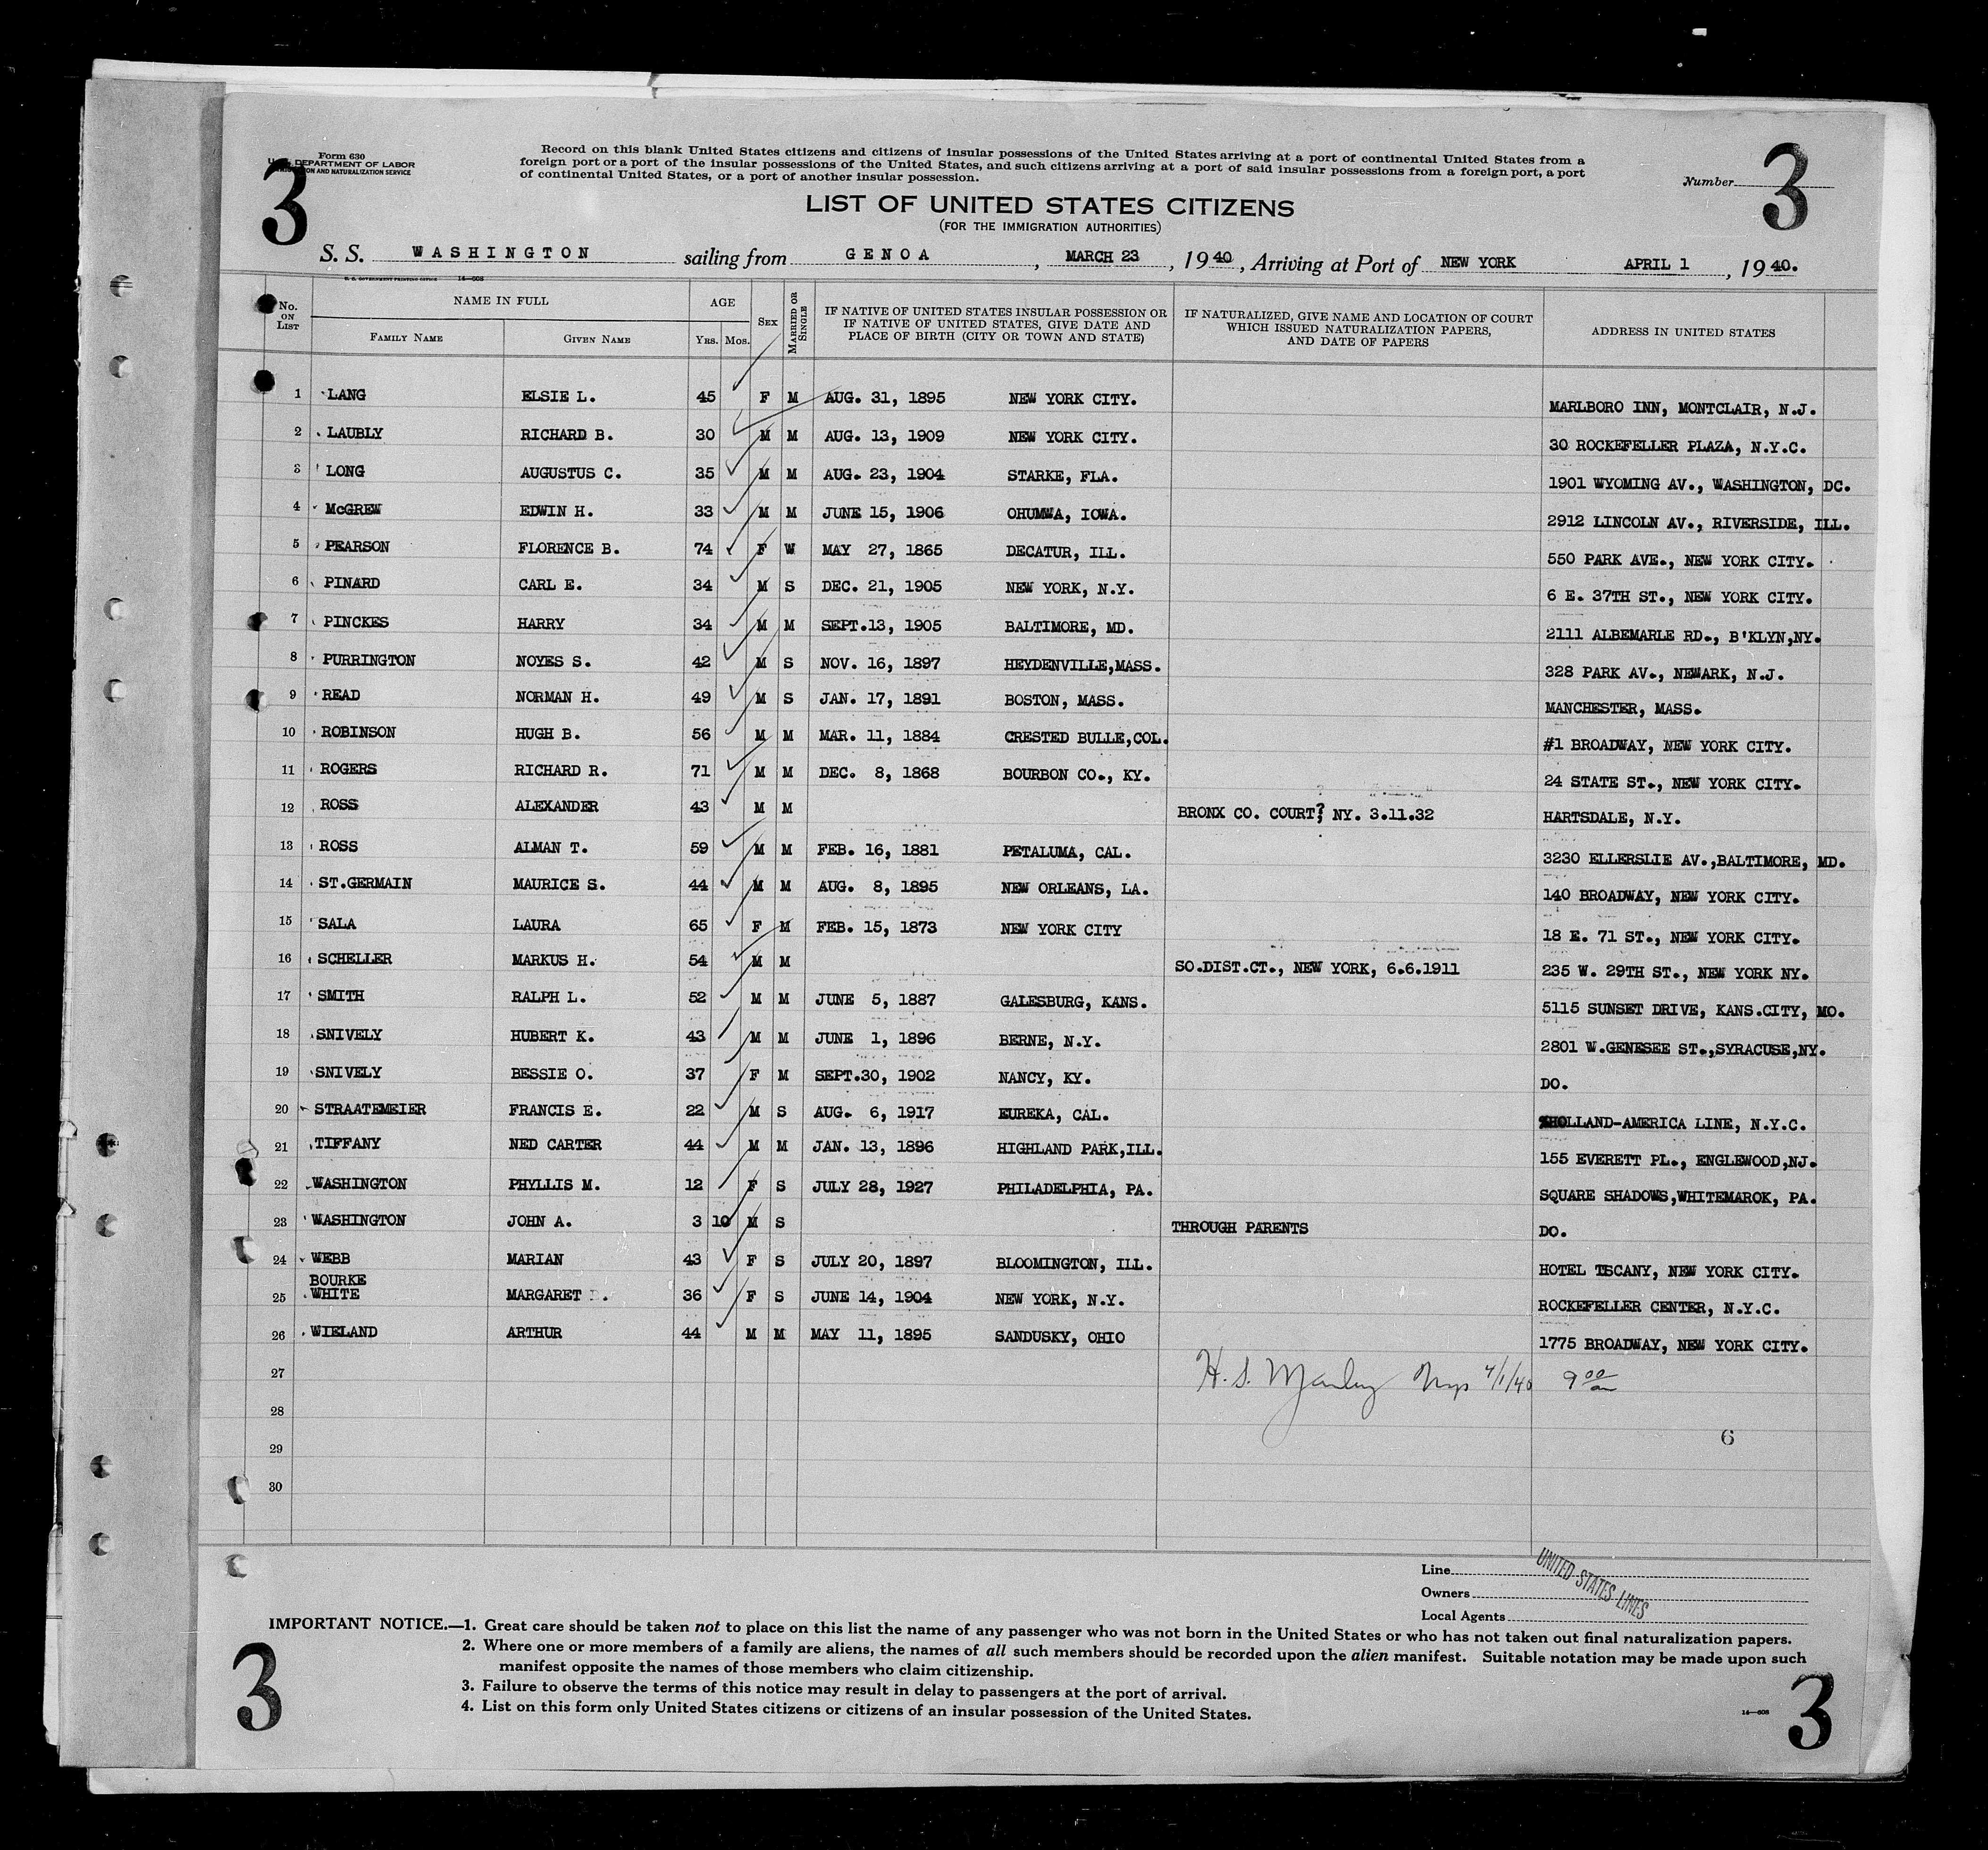 3
Form 630
U. S. DEPARTMENT OF LABOR
AND NATURALIZATION SERVICE
Record on this blank United States citizens and citizens of insular possessions of the United States arriving at a port of continental United States from a
foreign port or a port of the insular possessions of the United States, and such citizens arriving at a port of said insular possessions from a foreign port, a port
of continental United States, or a port of another insular possession.
Number 3
LIST OF UNITED STATES CITIZENS
(FOR THE IMMIGRATION AUTHORITIES)
S. S. WASHINGTON sailing from GENOA, MARCH 23, 1940, Arriving at Port of NEW YORK APRIL 1, 1940.
U. S. GOVERNMENT PRINTING OFFICE 14—608
No. ON LIST
NAME IN FULL
FAMILY NAME GIVEN NAME
AGE
YRS. MOS.
SEX
MARRIED OR SINGLE
IF NATIVE OF UNITED STATES INSULAR POSSESSION OR
IF NATIVE OF UNITED STATES, GIVE DATE AND
PLACE OF BIRTH (CITY OR TOWN AND STATE)
IF NATURALIZED, GIVE NAME AND LOCATION OF COURT
WHICH ISSUED NATURALIZATION PAPERS,
AND DATE OF PAPERS
ADDRESS IN UNITED STATES
1 LANG ELSIE L. 45 F M AUG. 31, 1895 NEW YORK CITY. MARLBORO INN, MONTCLAIR, N.J.
2 LAUBLY RICHARD B. 30 M M AUG. 13, 1909 NEW YORK CITY. 30 ROCKEFELLER PLAZA, N.Y.C.
3 LONG AUGUSTUS C. 35 M M AUG. 23, 1904 STARKE, FLA. 1901 WYOMING AV., WASHINGTON, DC.
4 McGREW EDWIN H. 33 M M JUNE 15, 1906 OHUMWA, IOWA. 2912 LINCOLN AV., RIVERSIDE, ILL.
5 PEARSON FLORENCE B. 74 F W MAY 27, 1865 DECATUR, ILL. 550 PARK AVE., NEW YORK CITY.
6 PINARD CARL E. 34 M S DEC. 21, 1905 NEW YORK, N.Y. 6 E. 37TH ST., NEW YORK CITY.
7 PINCKES HARRY 34 M M SEPT.13, 1905 BALTIMORE, MD. 2111 ALBEMARLE RD., B'KLYN,NY.
8 PURRINGTON NOYES S. 42 M S NOV. 16, 1897 HEYDENVILLE,MASS. 328 PARK AV., NEWARK, N.J.
9 READ NORMAN H. 49 M S JAN. 17, 1891 BOSTON, MASS. MANCHESTER, MASS.
10 ROBINSON HUGH B. 56 M M MAR. 11, 1884 CRESTED BULLE,COL. #1 BROADWAY, NEW YORK CITY.
11 ROGERS RICHARD R. 71 M M DEC. 8, 1868 BOURBON CO., KY. 24 STATE ST., NEW YORK CITY.
12 ROSS ALEXANDER 43 M M BRONX CO. COURT, NY. 3.11.32 HARTSDALE, N.Y.
13 ROSS ALMAN T. 59 M M FEB. 16, 1881 PETALUMA, CAL. 3230 ELLERSLIE AV.,BALTIMORE, MD.
14 ST.GERMAIN MAURICE S. 44 M M AUG. 8, 1895 NEW ORLEANS, LA. 140 BROADWAY, NEW YORK CITY.
15 SALA LAURA 65 F M FEB. 15, 1873 NEW YORK CITY 18 E. 71 ST., NEW YORK CITY.
16 SCHELLER MARKUS H. 54 M M SO.DIST.CT., NEW YORK, 6.6.1911 235 W. 29TH ST., NEW YORK NY.
17 SMITH RALPH L. 52 M M JUNE 5, 1887 GALESBURG, KANS. 5115 SUNSET DRIVE, KANS.CITY, MO.
18 SNIVELY HUBERT K. 43 M M JUNE 1, 1896 BERNE, N.Y. 2801 W.GENESEE ST.,SYRACUSE,NY.
19 SNIVELY BESSIE O. 37 F M SEPT.30, 1902 NANCY, KY. DO.
20 STRAATEMEIER FRANCIS E. 22 M S AUG. 6, 1917 EUREKA, CAL. HOLLAND-AMERICA LINE, N.Y.C.
21 TIFFANY NED CARTER 44 M M JAN. 13, 1896 HIGHLAND PARK,ILL. 155 EVERETT PL., ENGLEWOOD,NJ.
22 WASHINGTON PHYLLIS M. 12 F S JULY 28, 1927 PHILADELPHIA, PA. SQUARE SHADOWS,WHITEMAROK, PA.
23 WASHINGTON JOHN A. 3 10 M S THROUGH PARENTS DO.
24 WEBB MARIAN 43 F S JULY 20, 1897 BLOOMINGTON, ILL. HOTEL TSCANY, NEW YORK CITY.
BOURKE
25 WHITE MARGARET 36 F S JUNE 14, 1904 NEW YORK, N.Y. ROCKEFELLER CENTER, N.Y.C.
26 WIELAND ARTHUR 44 M M MAY 11, 1895 SANDUSKY, OHIO 1775 BROADWAY, NEW YORK CITY.
27 H. S. 4/1/40 9 00 am
28
6
29
30
Line
UNITED STATES LINES
Owners
Local Agents
IMPORTANT NOTICE.—1. Great care should be taken not to place on this list the name of any passenger who was not born in the United States or who has not taken out final naturalization papers.
2. Where one or more members of a family are aliens, the names of all such members should be recorded upon the alien manifest. Suitable notation may be made upon such
manifest opposite the names of those members who claim citizenship.
3. Failure to observe the terms of this notice may result in delay to passengers at the port of arrival.
4. List on this form only United States citizens or citizens of an insular possession of the United States.
14—608
3
3